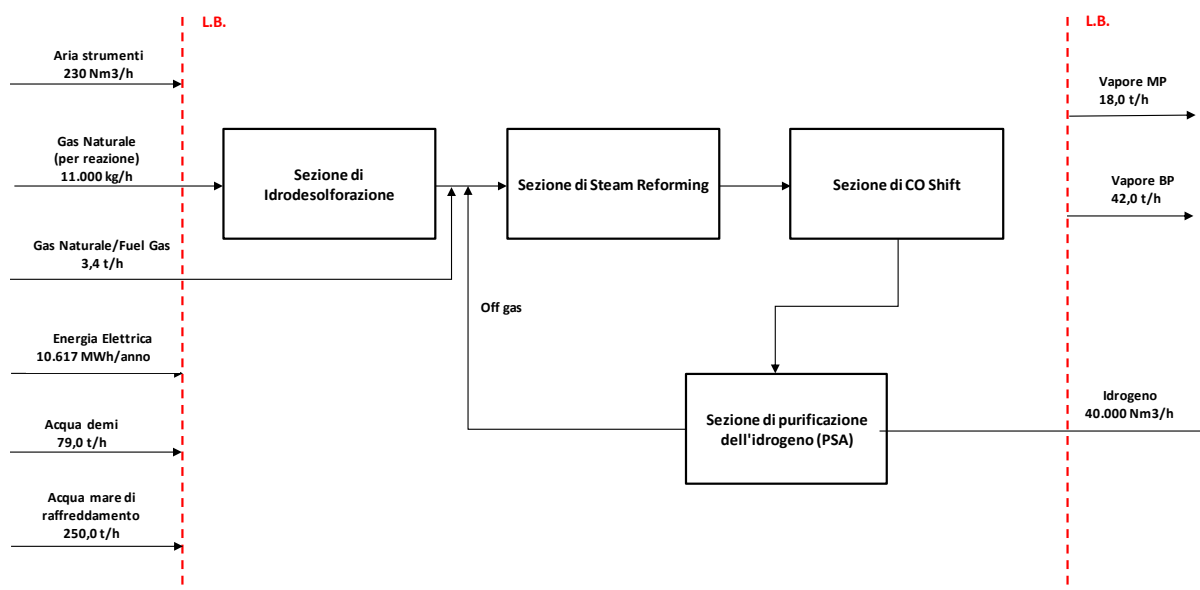 L.B.
L.B.
Aria strumenti
230 Nm3/h
Gas Naturale
(per reazione)
11.000 kg/h
Gas Naturale/Fuel Gas
3,4 t/h
Energia Elettrica
10.617 MWh/anno
Acqua demi
79,0 t/h
Acqua mare di
raffreddamento
250,0 t/h
Sezione di
Idrodesolforazione
Sezione di Steam Reforming
Sezione di CO Shift
Off gas
Sezione di purificazione
dell'idrogeno (PSA)
Vapore MP
18,0 t/h
Vapore BP
42,0 t/h
Idrogeno
40.000 Nm3/h